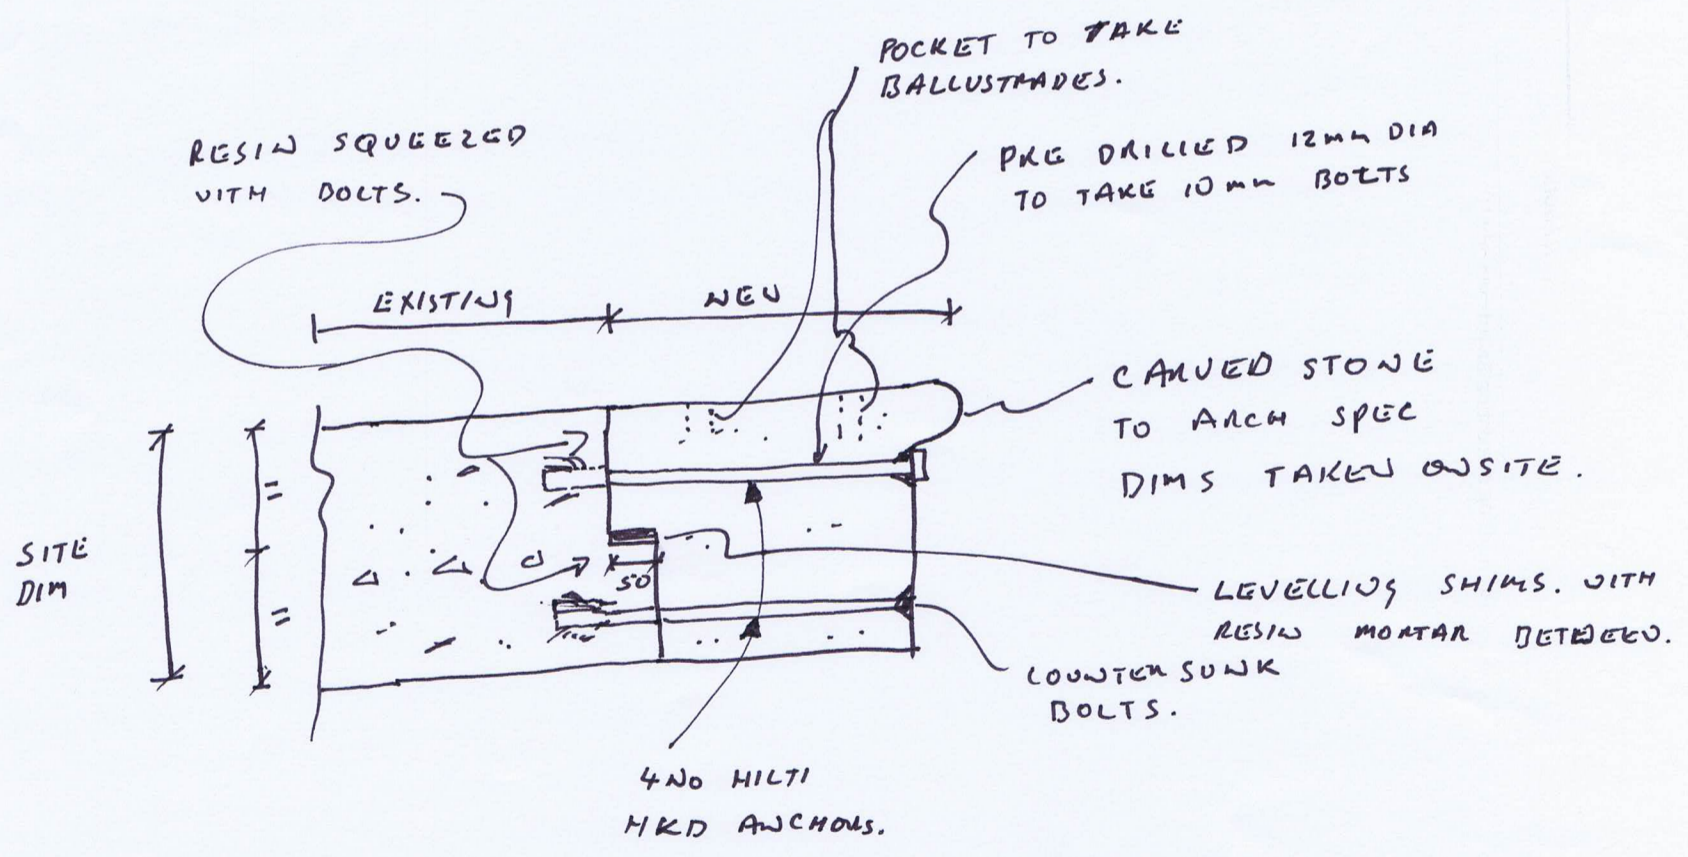 POCKET TO TAKE
BALLUSTRADES.
RESIN SQUEEZED
WITH BOLTS.
PRE DRILLED 12mm DIA
TO TAKE 10mm BOLTS
EXISTING
NEW
CARVED STONE
TO ARCH SPEC
DIMS TAKEN ONSITE.
SITE
DIM
=
=
50
LEVELLING SHIMS. WITH
RESIN MORTAR BETWEEN.
COUNTER SUNK
BOLTS.
4NO HILTI
HKD ANCHORS.